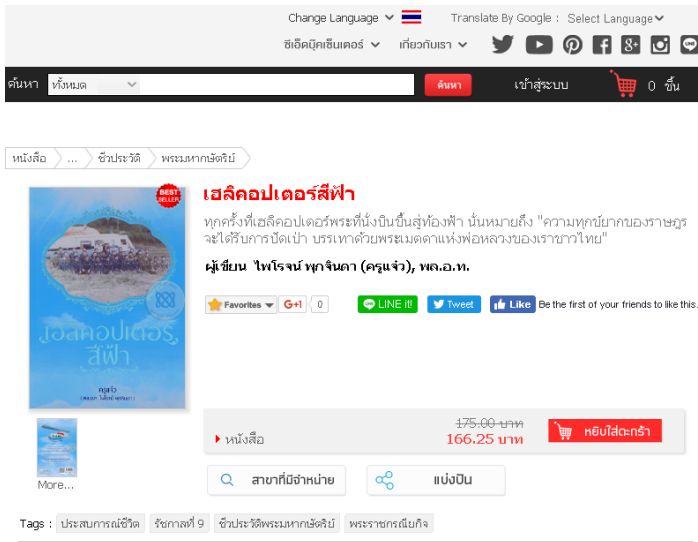 Change Language
Translate By Google : Select Language
ซีเอ็ดบุ๊คเซ็นเตอร์ เกี่ยวกับเรา
ค้นหา ทั้งหมด ค้นหา เข้าสู่ระบบ 0 ชิ้น
หนังสือ ... ชีวประวัติ พระมหากษัตริย์
BEST SELLER
เฮลิคอปเตอร์สีฟ้า
ทุกครั้งที่เฮลิคอปเตอร์พระที่นั่งบินขึ้นสู่ท้องฟ้า นั่นหมายถึง "ความทุกข์ยากของราษฎร
จะได้รับการปัดเป่า บรรเทาด้วยพระเมตตาแห่งพ่อหลวงของเราชาวไทย"
ผู้เขียน ไพโรจน์ พุกจินดา (ครูแจ๋ว), พล.อ.ท.
Favorites G+1 0 LINE it! Tweet Like Be the first of your friends to like this.
เฮลิคอปเตอร์
สีฟ้า
ครูแจ๋ว
175.00 บาท
หนังสือ 166.25 บาท หยิบใส่ตะกร้า
More...
สาขาที่มีจำหน่าย แบ่งปัน
Tags : ประสบการณ์ชีวิต รัชกาลที่ 9 ชีวประวัติพระมหากษัตริย์ พระราชกรณียกิจ